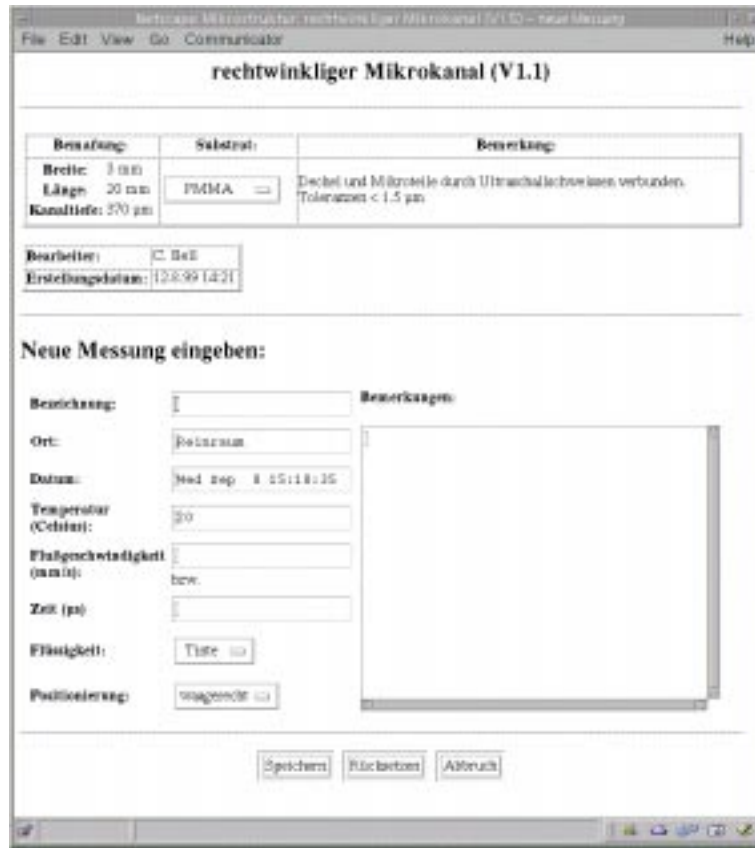 Netscape: Mikrostruktur: rechtwinkliger Mikrokanal (V1.1) – neue Messung
File Edit View Go Communicator Help
rechtwinkliger Mikrokanal (V1.1)
Bemaßung: Substrat: Bemerkung:
Breite: 3 mm
Länge: 20 mm
Kanaltiefe: 370 µm
PMMA
Deckel und Mikroteile durch Ultraschallschweissen verbunden.
Toleranzen < 1.5 µm
Bearbeiter: C.
Erstellungsdatum: 12.8.99 14:21
Neue Messung eingeben:
Bezeichnung:
Bemerkungen:
Ort: Reinraum
Datum: Wed Sep 8 15:18:35
Temperatur
(Celsius): 20
Flußgeschwindigkeit
(mm/s):
bzw.
Zeit (µs)
Flüssigkeit: Tinte
Positionierung: waagerecht
Speichern Rücksetzen Abbruch